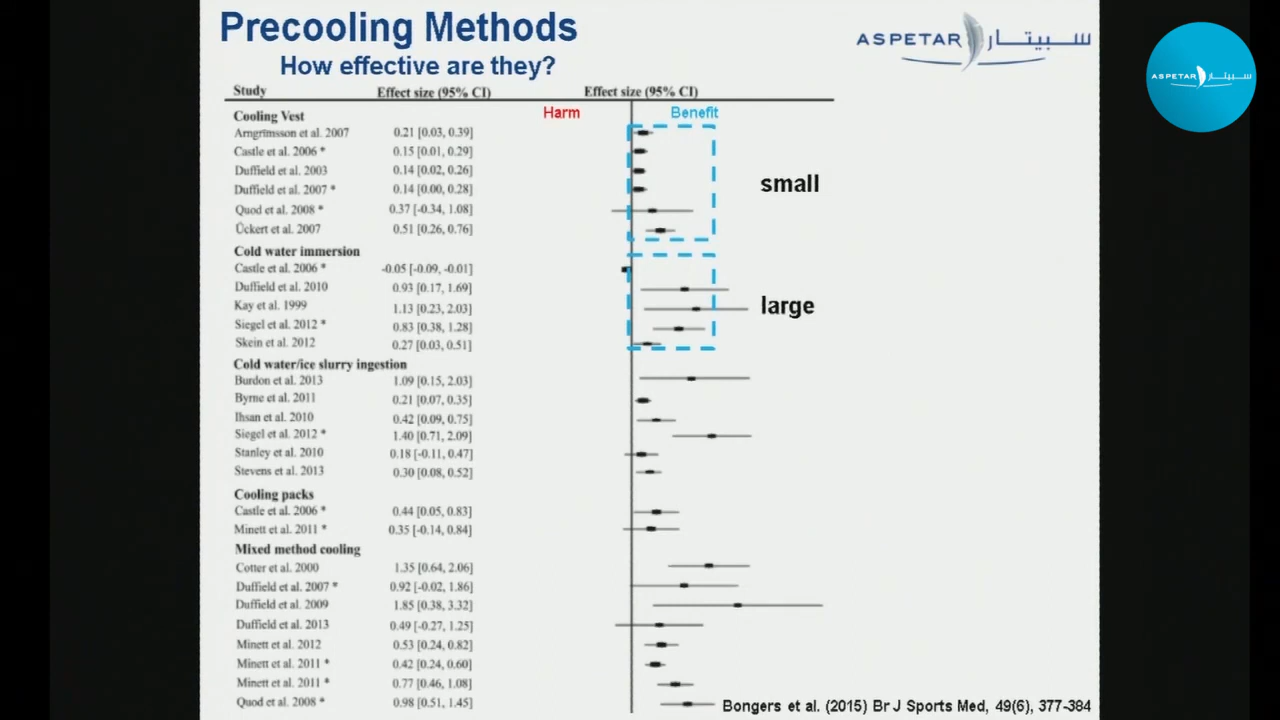 Precooling Methods
How effective are they?
ASPETAR سبيتار
ASPETAR سبيتار
Study Effect size (95% CI) Effect size (95% CI)
Harm Benefit
Cooling Vest
Arngrïmsson et al. 2007 0.21 [0.03, 0.39]
Castle et al. 2006 * 0.15 [0.01, 0.29]
Duffield et al. 2003 0.14 [0.02, 0.26]
Duffield et al. 2007 * 0.14 [0.00, 0.28]
Quod et al. 2008 * 0.37 [-0.34, 1.08]
Ückert et al. 2007 0.51 [0.26, 0.76]
small
Cold water immersion
Castle et al. 2006 * -0.05 [-0.09, -0.01]
Duffield et al. 2010 0.93 [0.17, 1.69]
Kay et al. 1999 1.13 [0.23, 2.03]
Siegel et al. 2012 * 0.83 [0.38, 1.28]
Skein et al. 2012 0.27 [0.03, 0.51]
large
Cold water/ice slurry ingestion
Burdon et al. 2013 1.09 [0.15, 2.03]
Byrne et al. 2011 0.21 [0.07, 0.35]
Ihsan et al. 2010 0.42 [0.09, 0.75]
Siegel et al. 2012 * 1.40 [0.71, 2.09]
Stanley et al. 2010 0.18 [-0.11, 0.47]
Stevens et al. 2013 0.30 [0.08, 0.52]
Cooling packs
Castle et al. 2006 * 0.44 [0.05, 0.83]
Minett et al. 2011 * 0.35 [-0.14, 0.84]
Mixed method cooling
Cotter et al. 2000 1.35 [0.64, 2.06]
Duffield et al. 2007 * 0.92 [-0.02, 1.86]
Duffield et al. 2009 1.85 [0.38, 3.32]
Duffield et al. 2013 0.49 [-0.27, 1.25]
Minett et al. 2012 0.53 [0.24, 0.82]
Minett et al. 2011 * 0.42 [0.24, 0.60]
Minett et al. 2011 * 0.77 [0.46, 1.08]
Quod et al. 2008 * 0.98 [0.51, 1.45]
Bongers et al. (2015) Br J Sports Med, 49(6), 377-384